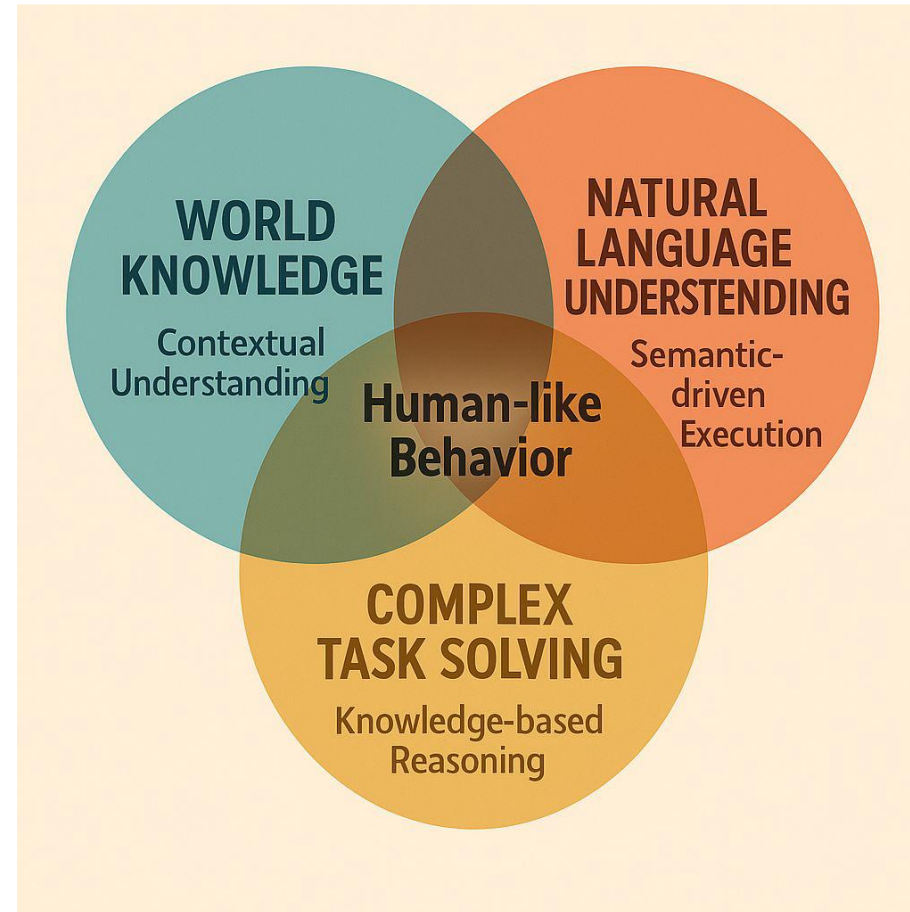 WORLD
KNOWLEDGE
Contextual
Understanding
NATURAL
LANGUAGE
UNDERSTENDING
Semantic-
driven
Execution
Human-like
Behavior
COMPLEX
TASK SOLVING
Knowledge-based
Reasoning